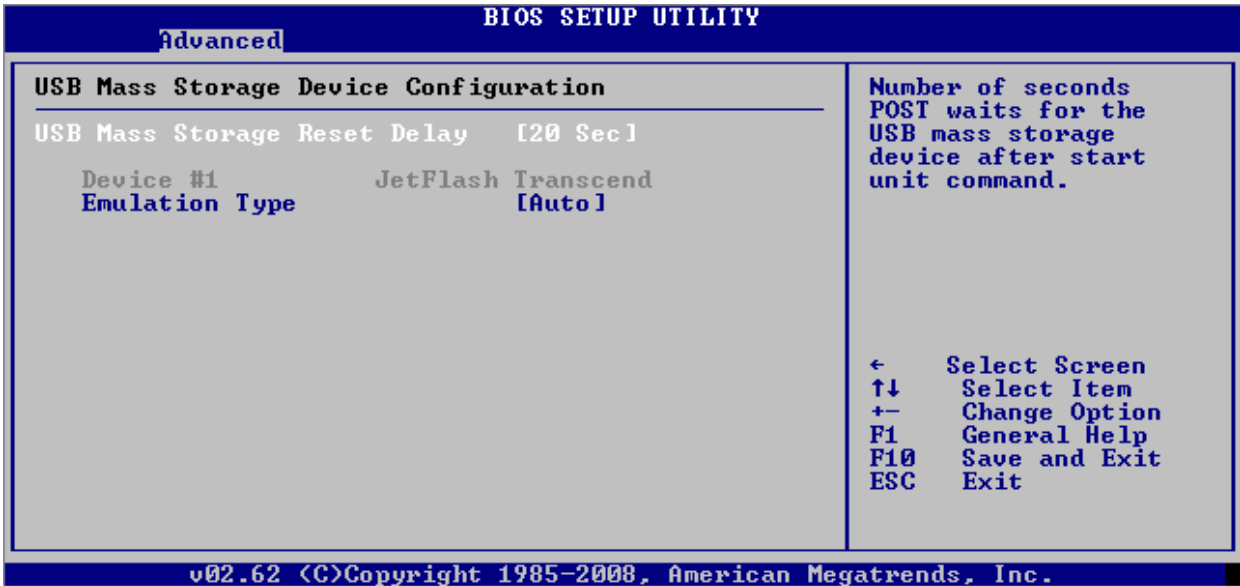 BIOS SETUP UTILITY
Advanced
USB Mass Storage Device Configuration
USB Mass Storage Reset Delay [20 Sec]
Device #1 JetFlash Transcend
Emulation Type [Auto]
Number of seconds
POST waits for the
USB mass storage
device after start
unit command.
← Select Screen
↑↓ Select Item
+- Change Option
F1 General Help
F10 Save and Exit
ESC Exit
v02.62 (C)Copyright 1985-2008, American Megatrends, Inc.